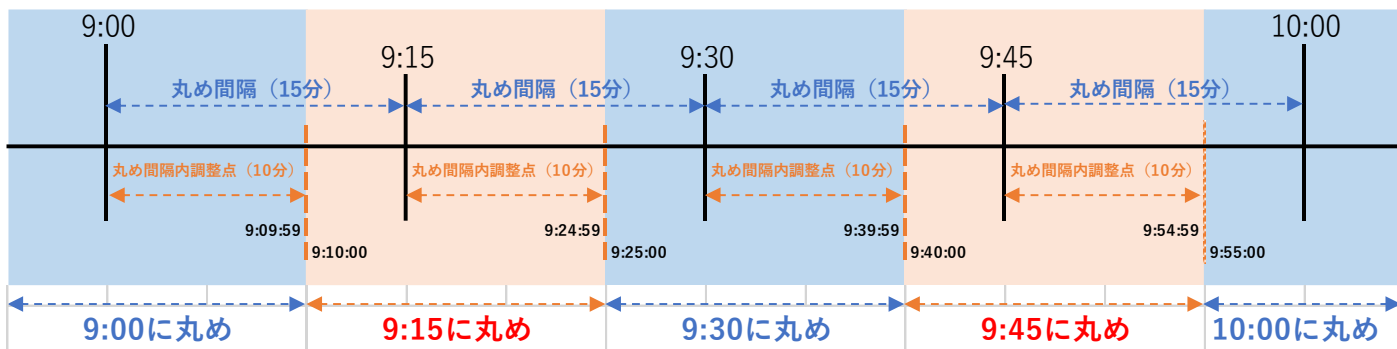 9:00
9:15
9:30
9:45
10:00
丸め間隔（15分）
丸め間隔（15分）
丸め間隔（15分）
丸め間隔（15分）
丸め間隔内調整点（10分）
丸め間隔内調整点（10分）
丸め間隔内調整点（10分）
丸め間隔内調整点（10分）
9:09:59
9:24:59
9:39:59
9:54:59
9:10:00
9:25:00
9:40:00
9:55:00
9:00に丸め
9:15に丸め
9:30に丸め
9:45に丸め
10:00に丸め